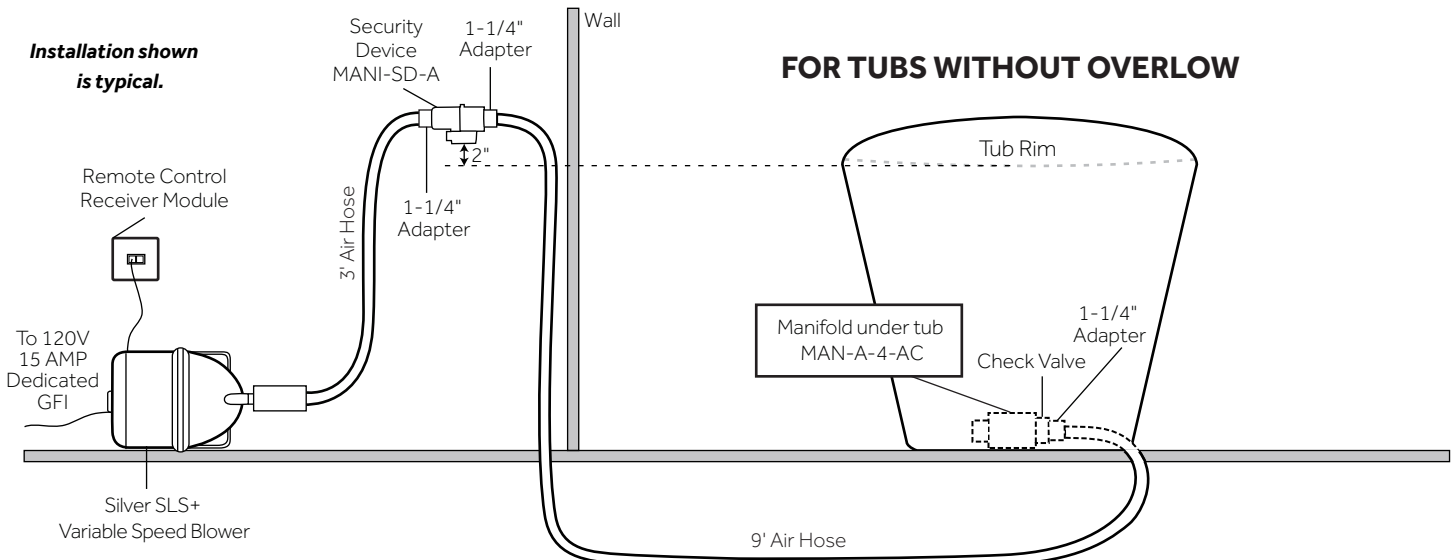 Installation shown
is typical.
Security
Device
MANI-SD-A
1-1/4"
Adapter
Wall
FOR TUBS WITHOUT OVERLOW
Tub Rim
2"
Remote Control
Receiver Module
3' Air Hose
1-1/4"
Adapter
To 120V
15 AMP
Dedicated
GFI
Manifold under tub
MAN-A-4-AC
Check Valve
1-1/4"
Adapter
Silver SLS+
Variable Speed Blower
9' Air Hose